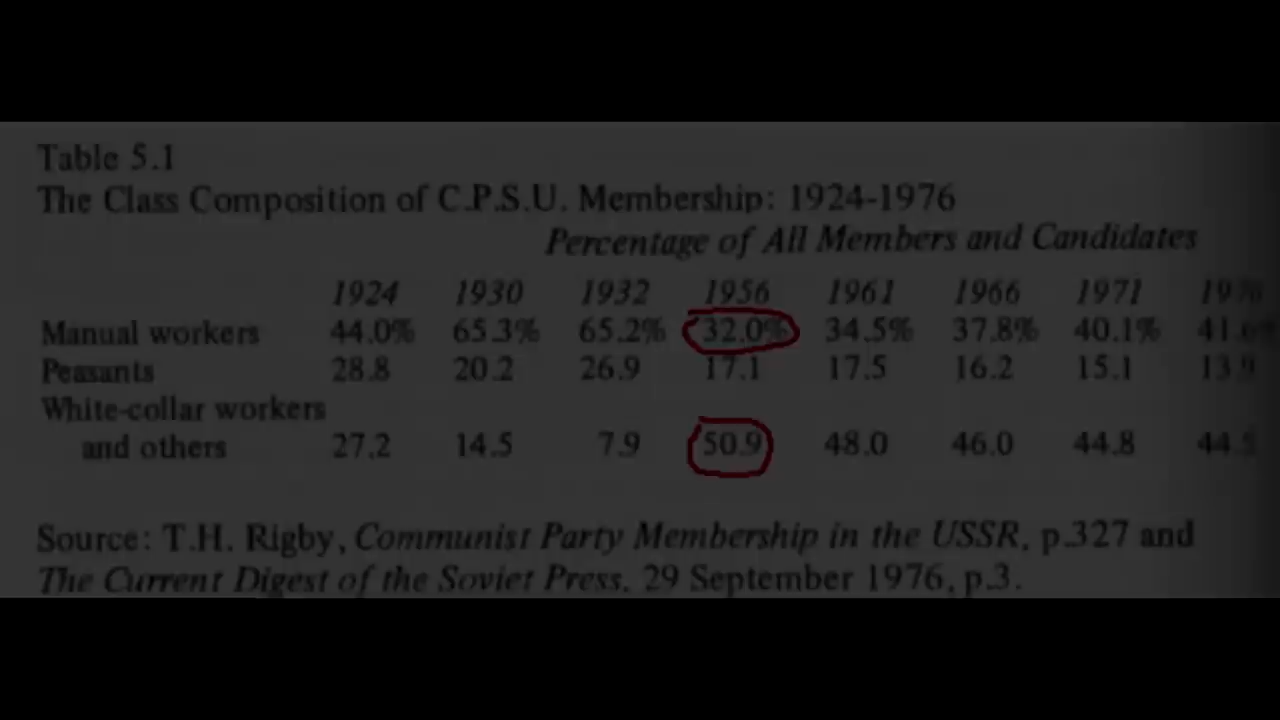 Table 5.1
The Class Composition of C.P.S.U. Membership: 1924-1976
Percentage of All Members and Candidates
1924 1930 1932 1956 1961 1966 1971
Manual workers 44.0% 65.3% 65.2% 32.0% 34.5% 37.8% 40.1%
Peasants 28.8 20.2 26.9 17.1 17.5 16.2 15.1 13.9
White-collar workers
and others 27.2 14.5 7.9 50.9 48.0 46.0 44.8 44.5
Source: T.H. Rigby, Communist Party Membership in the USSR, p.327 and
The Current Digest of the Soviet Press, 29 September 1976, p.3.